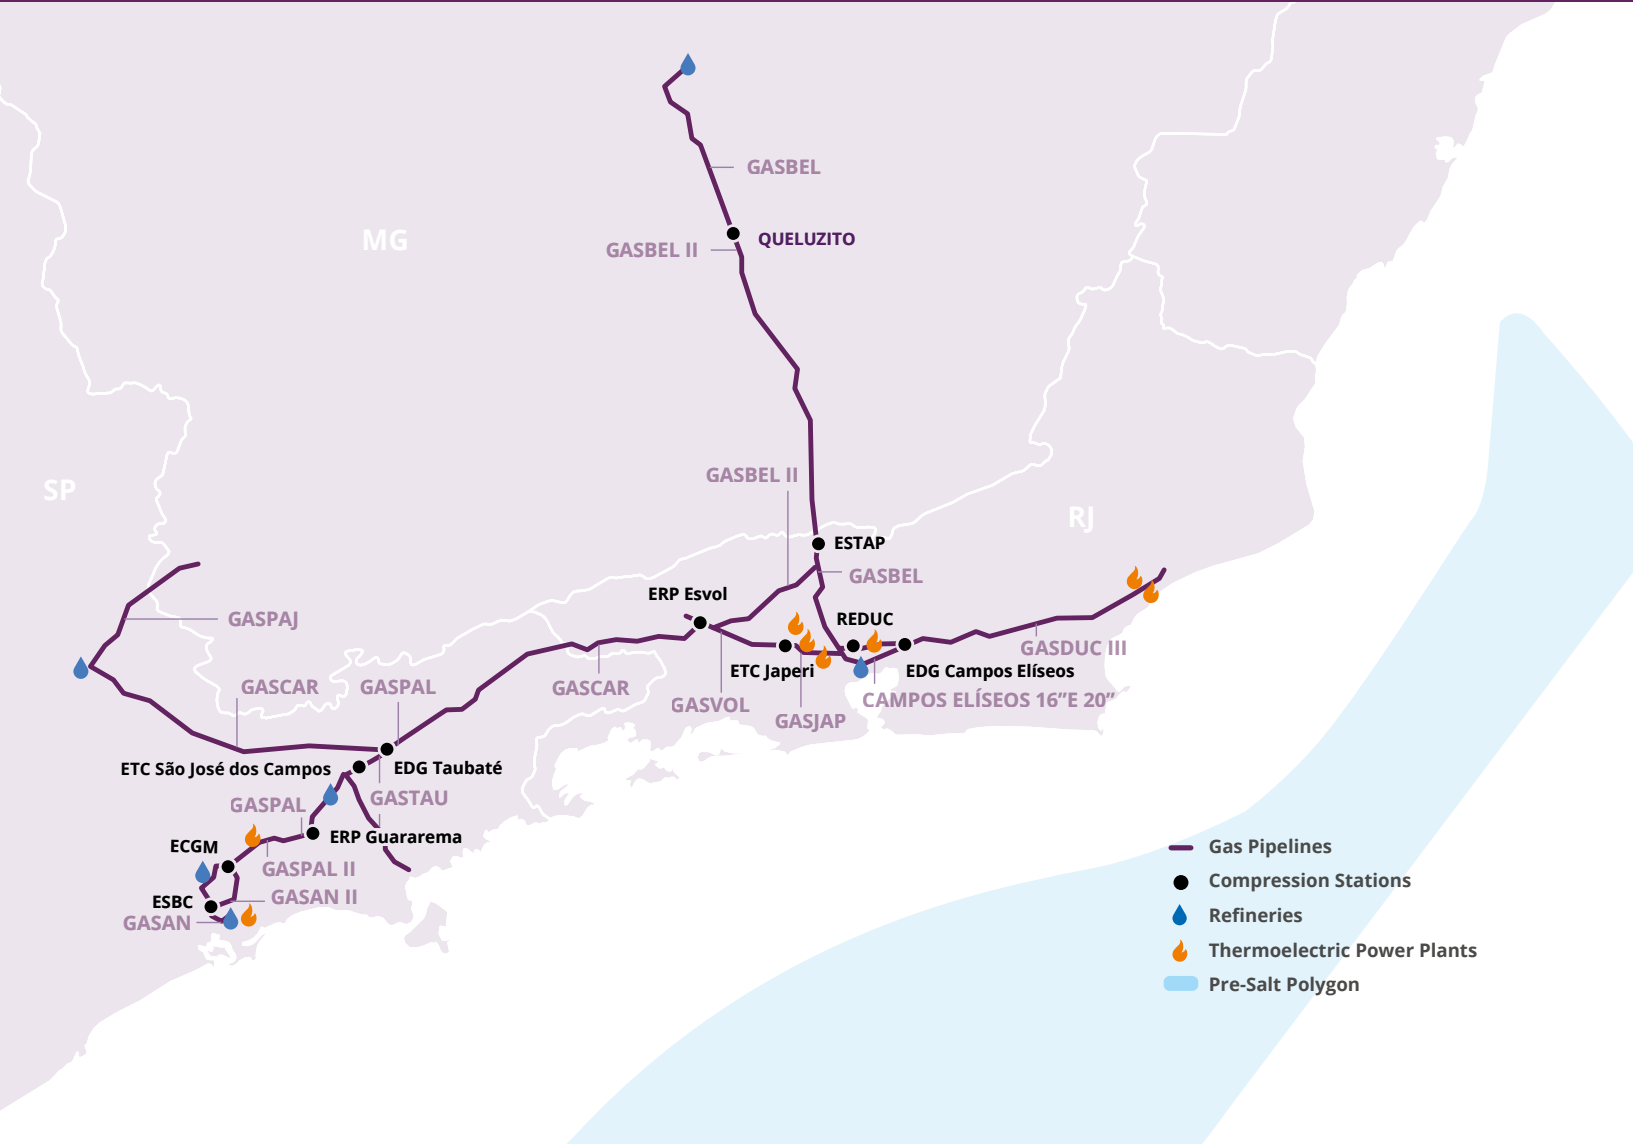 GASBEL
MG
QUELUZITO
GASBEL II
GASBEL II
SP
RJ
ESTAP
GASBEL
ERP Esvol
GASPAJ
REDUC
GASDUC III
ETC Japeri
EDG Campos Elíseos
GASCAR
GASPAL
GASCAR
GASVOL
CAMPOS ELÍSEOS 16”E 20”
GASJAP
ETC São José dos Campos
EDG Taubaté
GASPAL
GASTAU
ERP Guararema
ECGM
GASPAL II
GASAN II
ESBC
GASAN
Gas Pipelines
Compression Stations
Refineries
Thermoelectric Power Plants
Pre-Salt Polygon